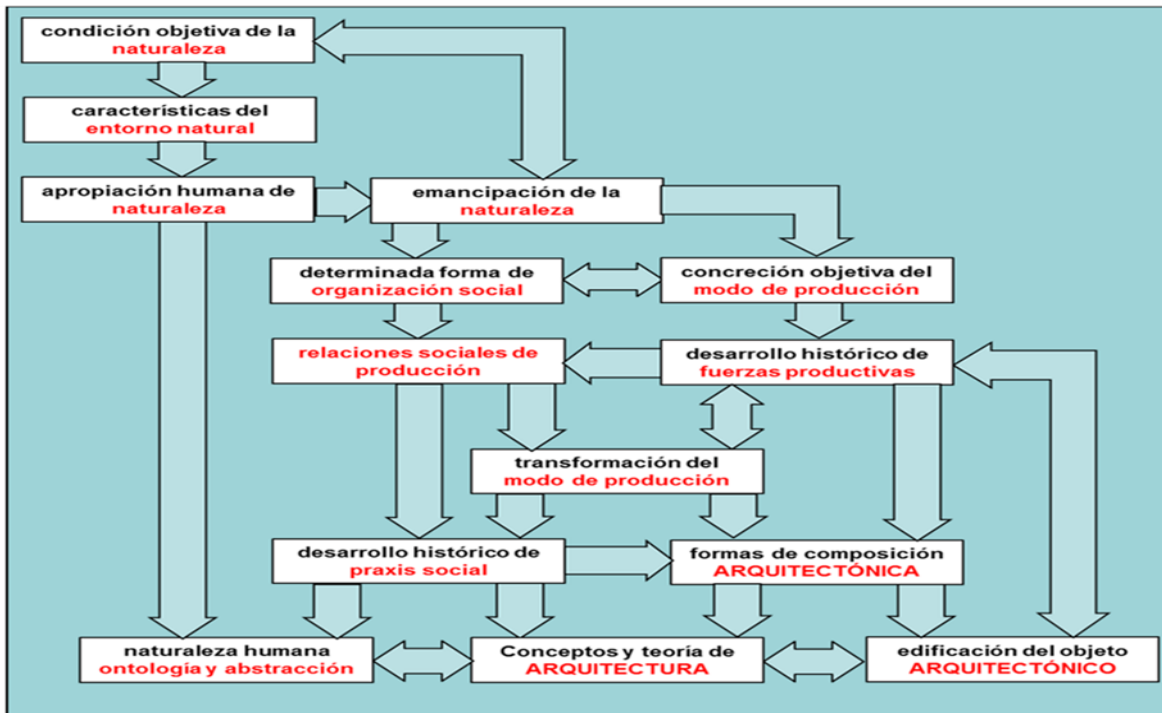 condición objetiva de la
naturaleza
características del
entorno natural
apropiación humana de
naturaleza
emancipación de la
naturaleza
determinada forma de
organización social
concreción objetiva del
modo de producción
relaciones sociales de
producción
desarrollo histórico de
fuerzas productivas
transformación del
modo de producción
desarrollo histórico de
praxis social
formas de composición
ARQUITECTÓNICA
naturaleza humana
ontología y abstracción
Conceptos y teoría de
ARQUITECTURA
edificación del objeto
ARQUITECTÓNICO